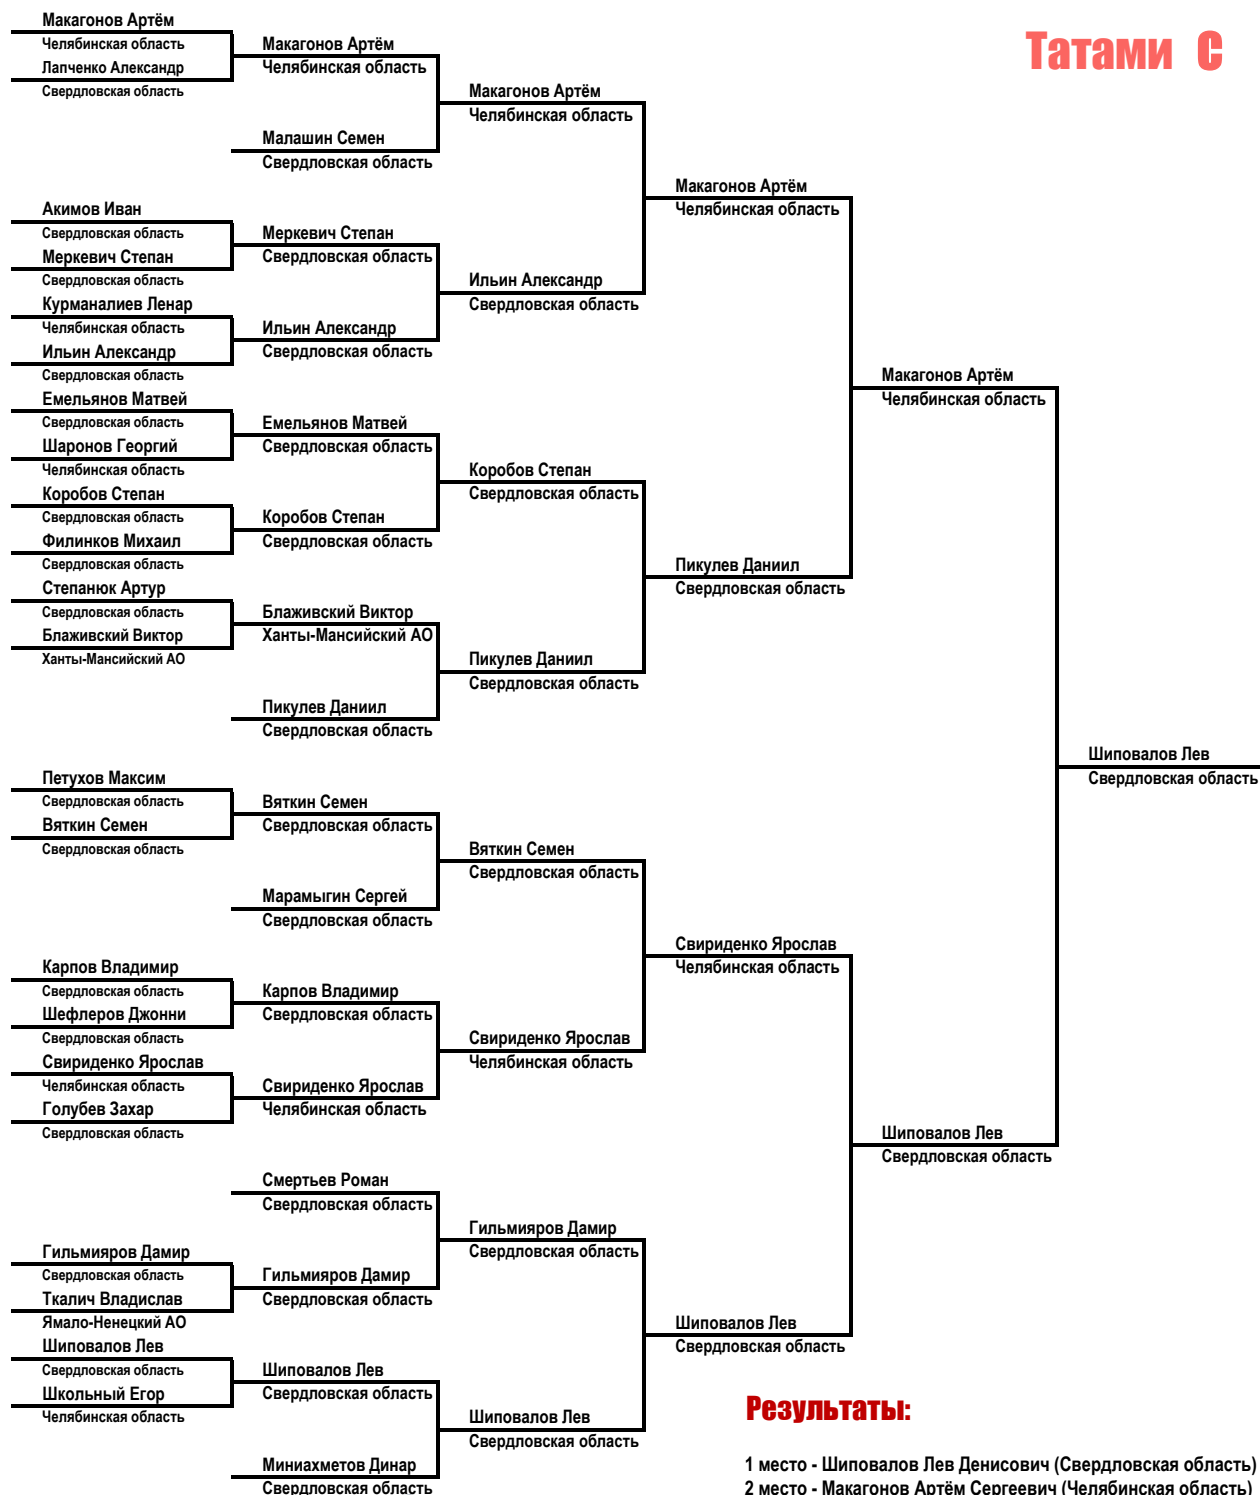 Татами С
Макагонов Артём
Челябинская область
Лапченко Александр
Свердловская область
Акимов Иван
Свердловская область
Меркевич Степан
Свердловская область
Курманалиев Ленар
Челябинская область
Ильин Александр
Свердловская область
Емельянов Матвей
Свердловская область
Шаронов Георгий
Челябинская область
Коробов Степан
Свердловская область
Филинков Михаил
Свердловская область
Степанюк Артур
Свердловская область
Блаживский Виктор
Ханты-Мансийский АО
Петухов Максим
Свердловская область
Вяткин Семен
Свердловская область
Карпов Владимир
Свердловская область
Шефлеров Джонни
Свердловская область
Свириденко Ярослав
Челябинская область
Голубев Захар
Свердловская область
Гильмияров Дамир
Свердловская область
Ткалич Владислав
Ямало-Ненецкий АО
Шиповалов Лев
Свердловская область
Школьный Егор
Челябинская область
Макагонов Артём
Челябинская область
Малашин Семен
Свердловская область
Меркевич Степан
Свердловская область
Ильин Александр
Свердловская область
Емельянов Матвей
Свердловская область
Коробов Степан
Свердловская область
Блаживский Виктор
Ханты-Мансийский АО
Пикулев Даниил
Свердловская область
Вяткин Семен
Свердловская область
Марамыгин Сергей
Свердловская область
Карпов Владимир
Свердловская область
Свириденко Ярослав
Челябинская область
Смертьев Роман
Свердловская область
Гильмияров Дамир
Свердловская область
Шиповалов Лев
Свердловская область
Миниахметов Динар
Свердловская область
Макагонов Артём
Челябинская область
Ильин Александр
Свердловская область
Коробов Степан
Свердловская область
Пикулев Даниил
Свердловская область
Вяткин Семен
Свердловская область
Свириденко Ярослав
Челябинская область
Гильмияров Дамир
Свердловская область
Шиповалов Лев
Свердловская область
Макагонов Артём
Челябинская область
Пикулев Даниил
Свердловская область
Свириденко Ярослав
Челябинская область
Шиповалов Лев
Свердловская область
Макагонов Артём
Челябинская область
Шиповалов Лев
Свердловская область
Шиповалов Лев
Свердловская область
Результаты:
1 место - Шиповалов Лев Денисович (Свердловская область)
2 место - Макагонов Артём Сергеевич (Челябинская область)